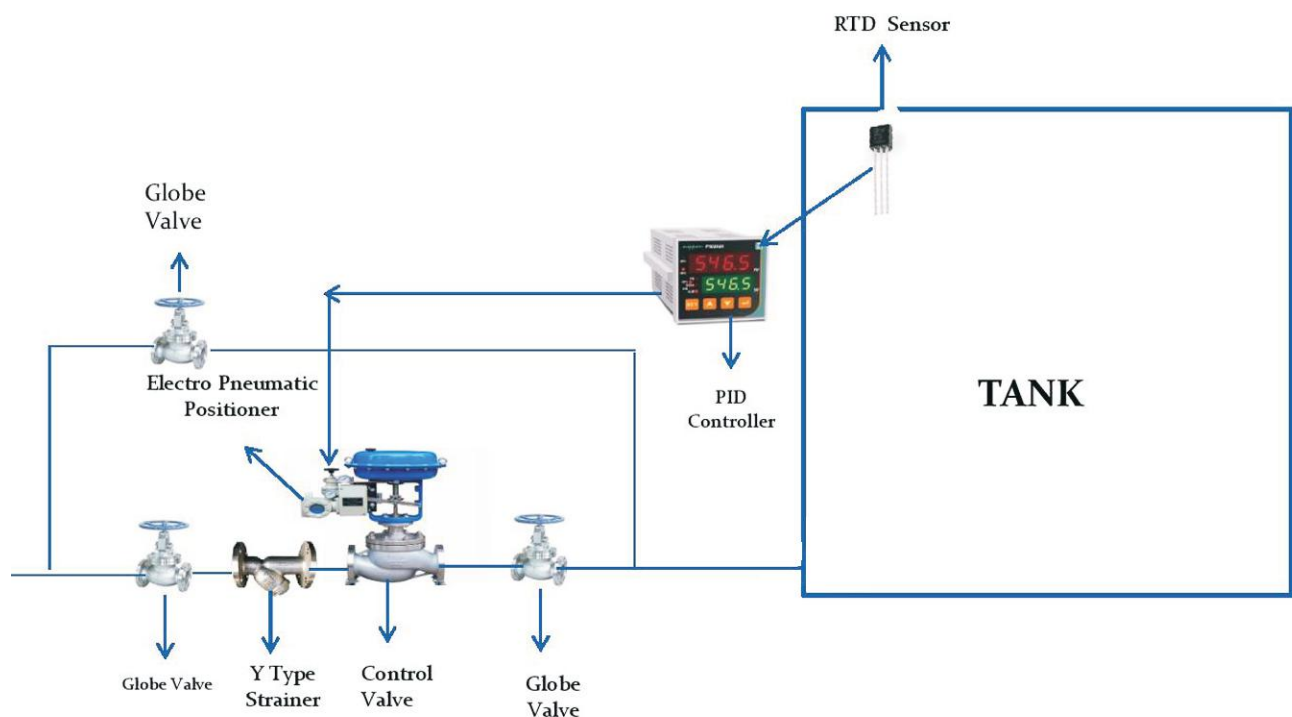 RTD Sensor
Globe
Valve
546.5
546.5
Electro Pneumatic
Positioner
PID
Controller
TANK
Globe Valve
Y Type
Strainer
Control
Valve
Globe
Valve